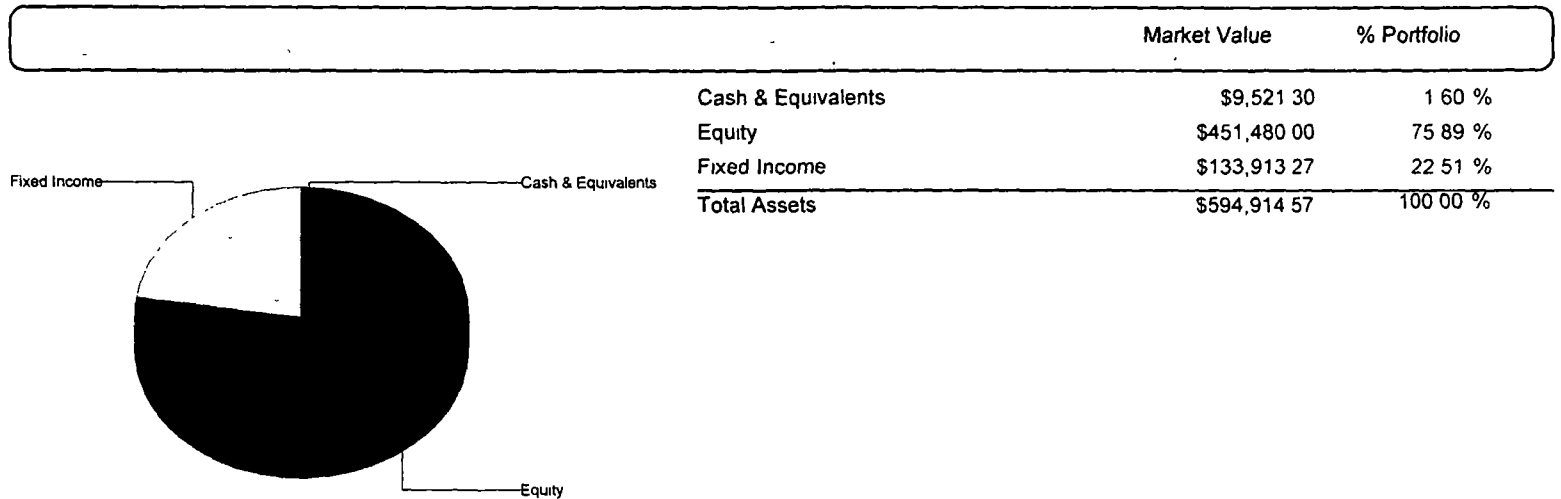 Market Value % Portfolio
Cash & Equivalents $9,521 30 1 60 %
Equity $451,480 00 75 89 %
Fixed Income $133,913 27 22 51 %
Total Assets $594,914 57 100 00 %
Fixed Income
Cash & Equivalents
Equity